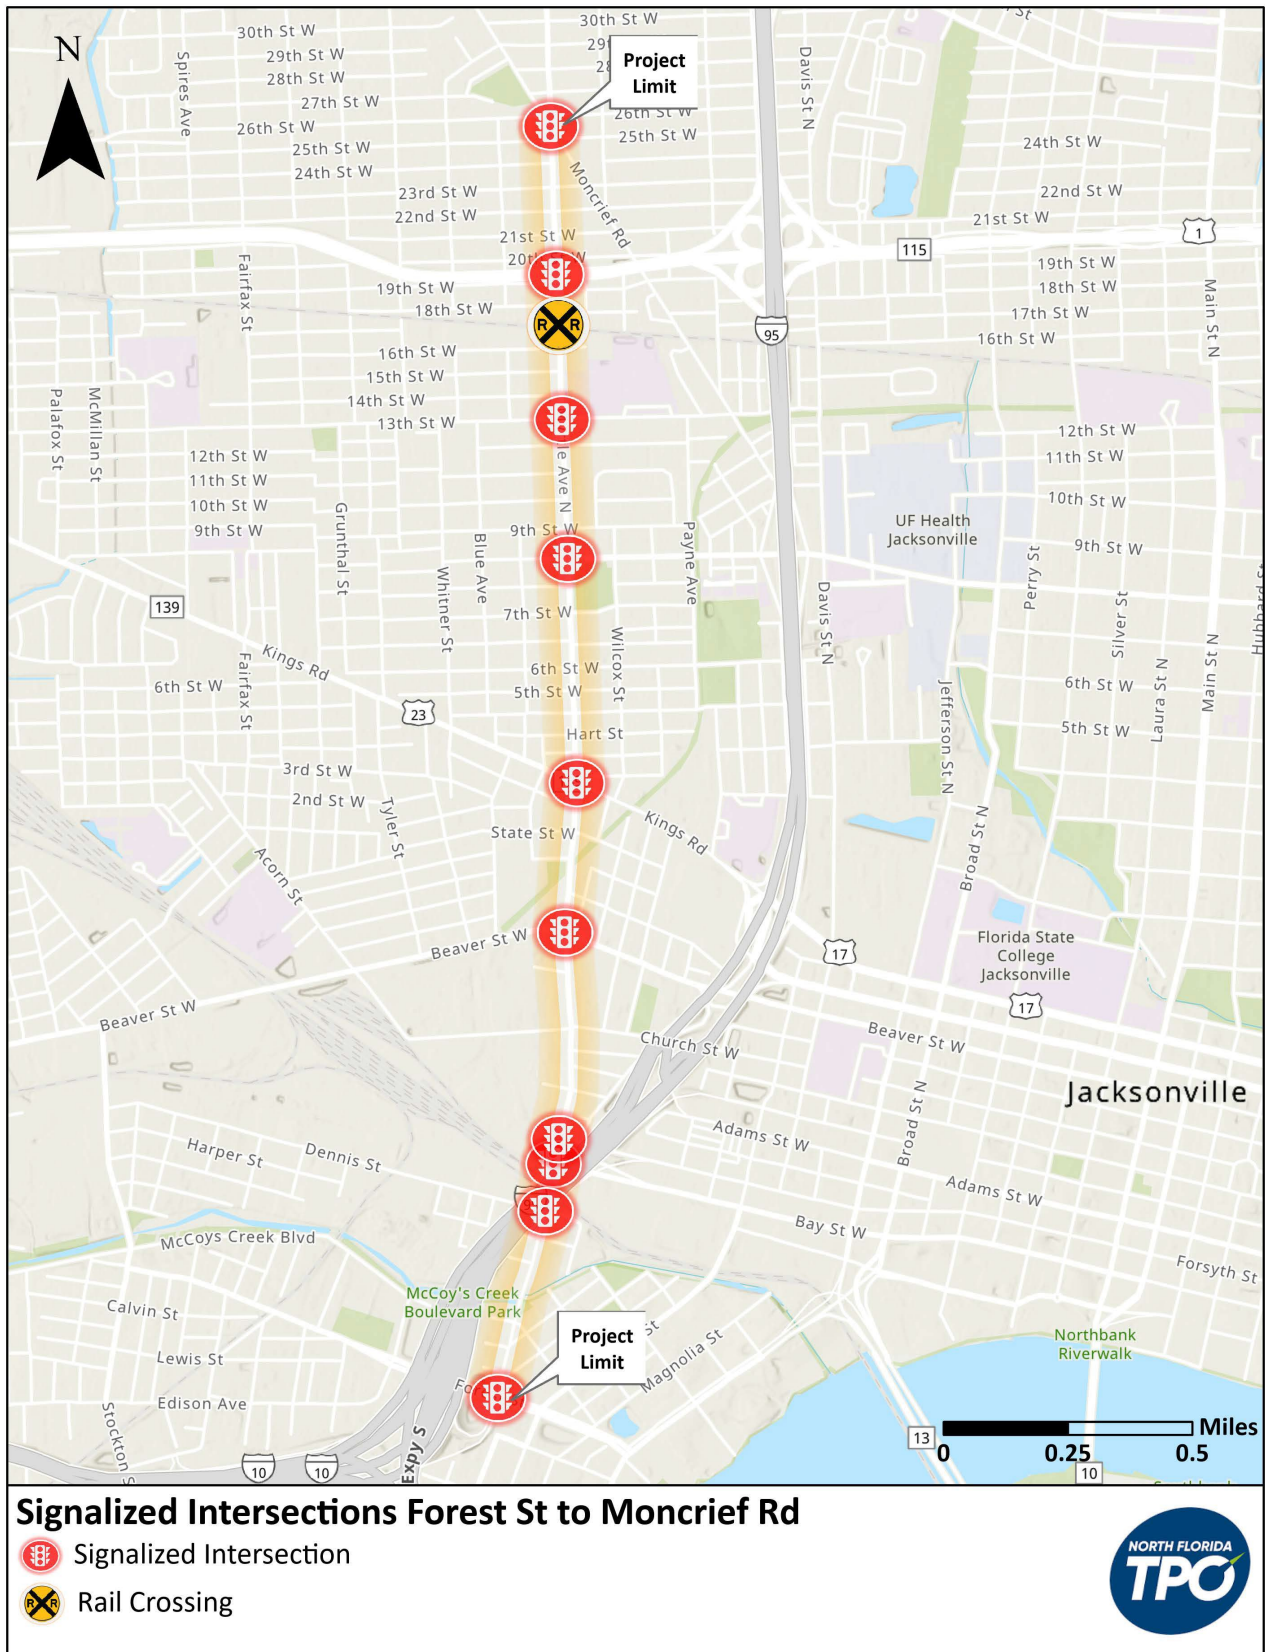 30th St W
30th St W
N
29th St W
28th St W
27th St W
26th St W
25th St W
24th St W
Spires Ave
Project
Limit
26th St W
25th St W
Davis St N
24th St W
23rd St W
22nd St W
22nd St W
Moncrief Rd
21st St W
21st St W
1
115
19th St W
18th St W
19th St W
18th St W
17th St W
16th St W
Fairfax St
Main St N
R R
95
16th St W
15th St W
14th St W
13th St W
Palafox St
McMillan St
12th St W
11th St W
10th St W
9th St W
12th St W
11th St W
10th St W
9th St W
le Ave N
9th St W
Grunthal St
Blue Ave
Whitner St
Payne Ave
UF Health
Jacksonville
Perry St
Silver St
Davis St N
139
7th St W
Wilcox St
Kings Rd
Fairfax St
6th St W
6th St W
5th St W
6th St W
5th St W
Laura St N
Main St N
Jefferson St N
23
Hart St
3rd St W
2nd St W
Tyler St
State St W
Kings Rd
Acorn St
Broad St N
Beaver St W
17
Florida State
College
Jacksonville
17
Beaver St W
Church St W
Beaver St W
Jacksonville
Broad St N
Harper St
Dennis St
Adams St W
Adams St W
McCoys Creek Blvd
Bay St W
Forsyth St
McCoy's Creek
Boulevard Park
Calvin St
Lewis St
Edison Ave
Project
Limit
St
Magnolia St
Northbank
Riverwalk
Stockton S
Expy S
10
10
13
10
Miles
0 0.25 0.5
Signalized Intersections Forest St to Moncrief Rd
Signalized Intersection
R R Rail Crossing
NORTH FLORIDA
TPO